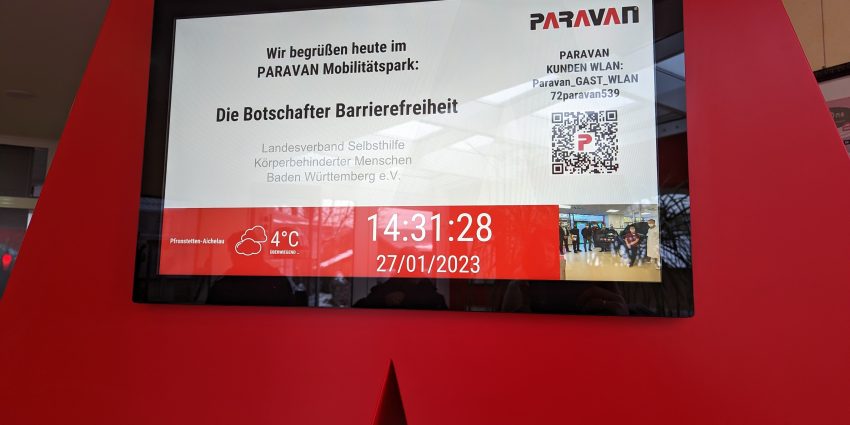 Wir begrüßen heute im
PARAVAN Mobilitätspark:
Die Botschafter Barrierefreiheit
Landesverband Selbsthilfe
Körperbehinderter Menschen
Baden Württemberg e.V.
PARAVAN
PARAVAN
KUNDEN WLAN:
Paravan_GAST_WLAN
72paravan539
P
Pfronstetten-Aichelau
4°C
ÜBERWIEGEND ...
14:31:28
27/01/2023